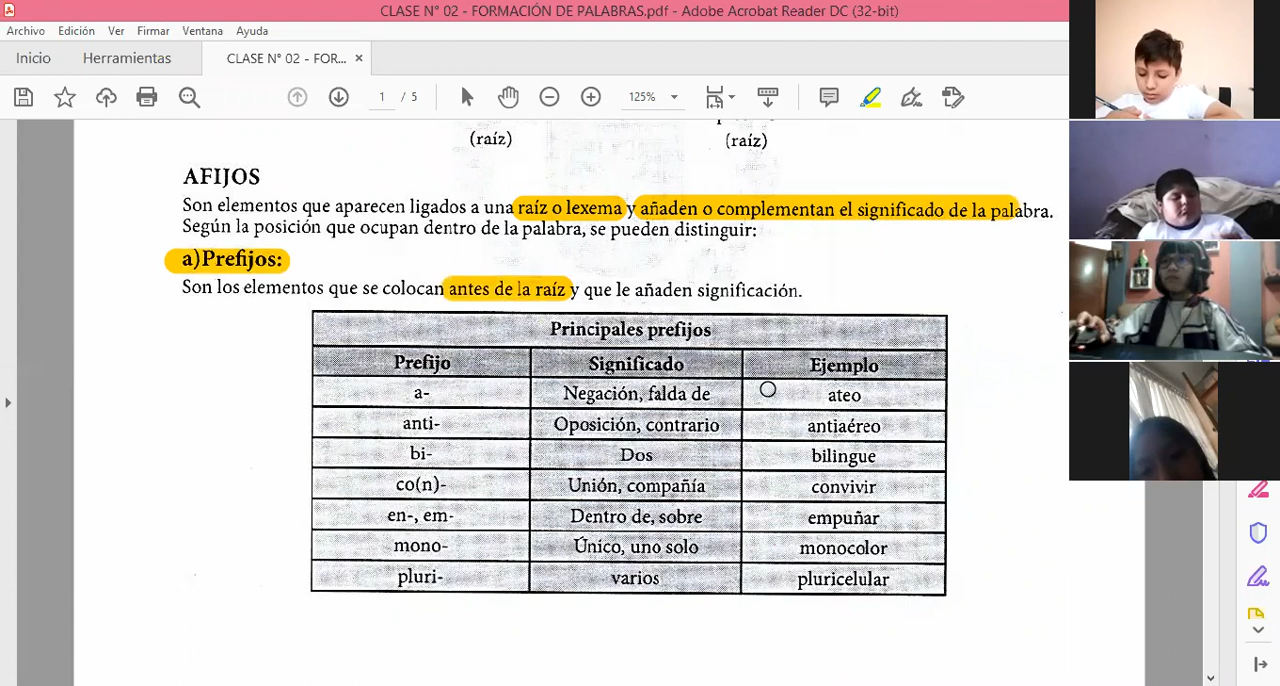 CLASE N° 02 - FORMACIÓN DE PALABRAS.pdf - Adobe Acrobat Reader DC (32-bit)
Archivo Edición Ver Firmar Ventana Ayuda
Inicio Herramientas CLASE N° 02 - FOR... ×
1 / 5 125%
(raíz) (raíz)
AFIJOS
Son elementos que aparecen ligados a una raíz o lexema y añaden o complementan el significado de la palabra.
Según la posición que ocupan dentro de la palabra, se pueden distinguir:
a)Prefijos:
Son los elementos que se colocan antes de la raíz y que le añaden significación.
Principales prefijos
Prefijo Significado Ejemplo
a- Negación, falda de ateo
anti- Oposición, contrario antiaéreo
bi- Dos bilingue
co(n)- Unión, compañía convivir
en-, em- Dentro de, sobre empuñar
mono- Único, uno solo monocolor
pluri- varios pluricelular